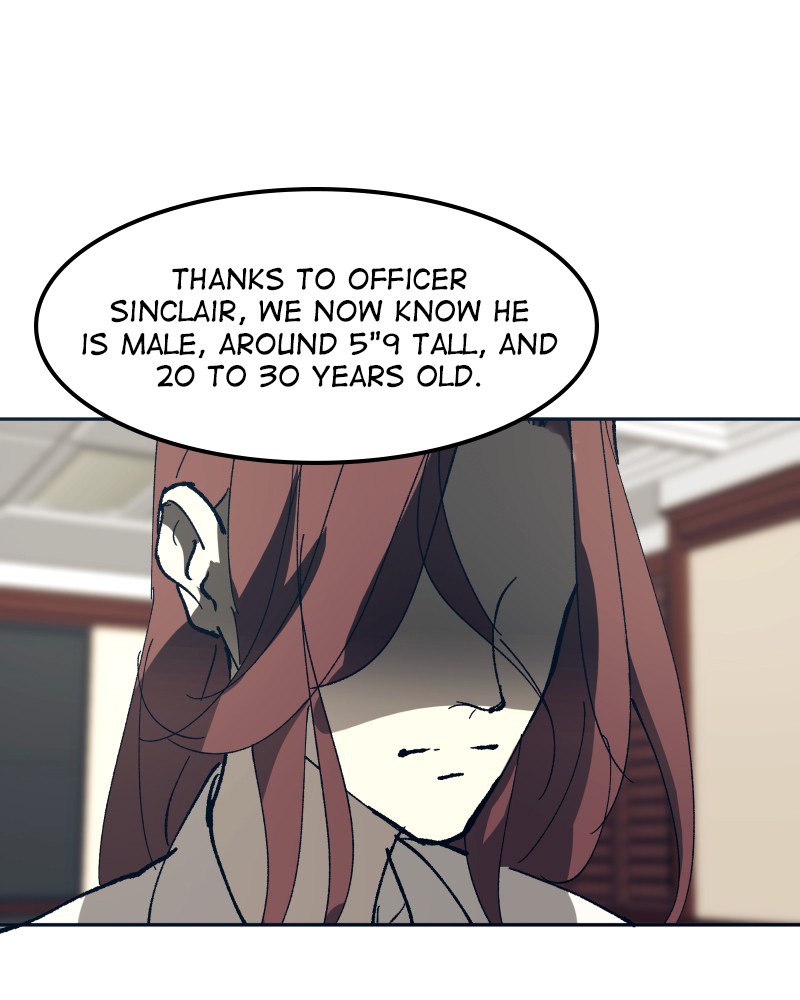 THANKS TO OFFICER
SINCLAIR, WE NOW KNOW HE
IS MALE, AROUND 5"9 TALL, AND
20 TO 30 YEARS OLD.